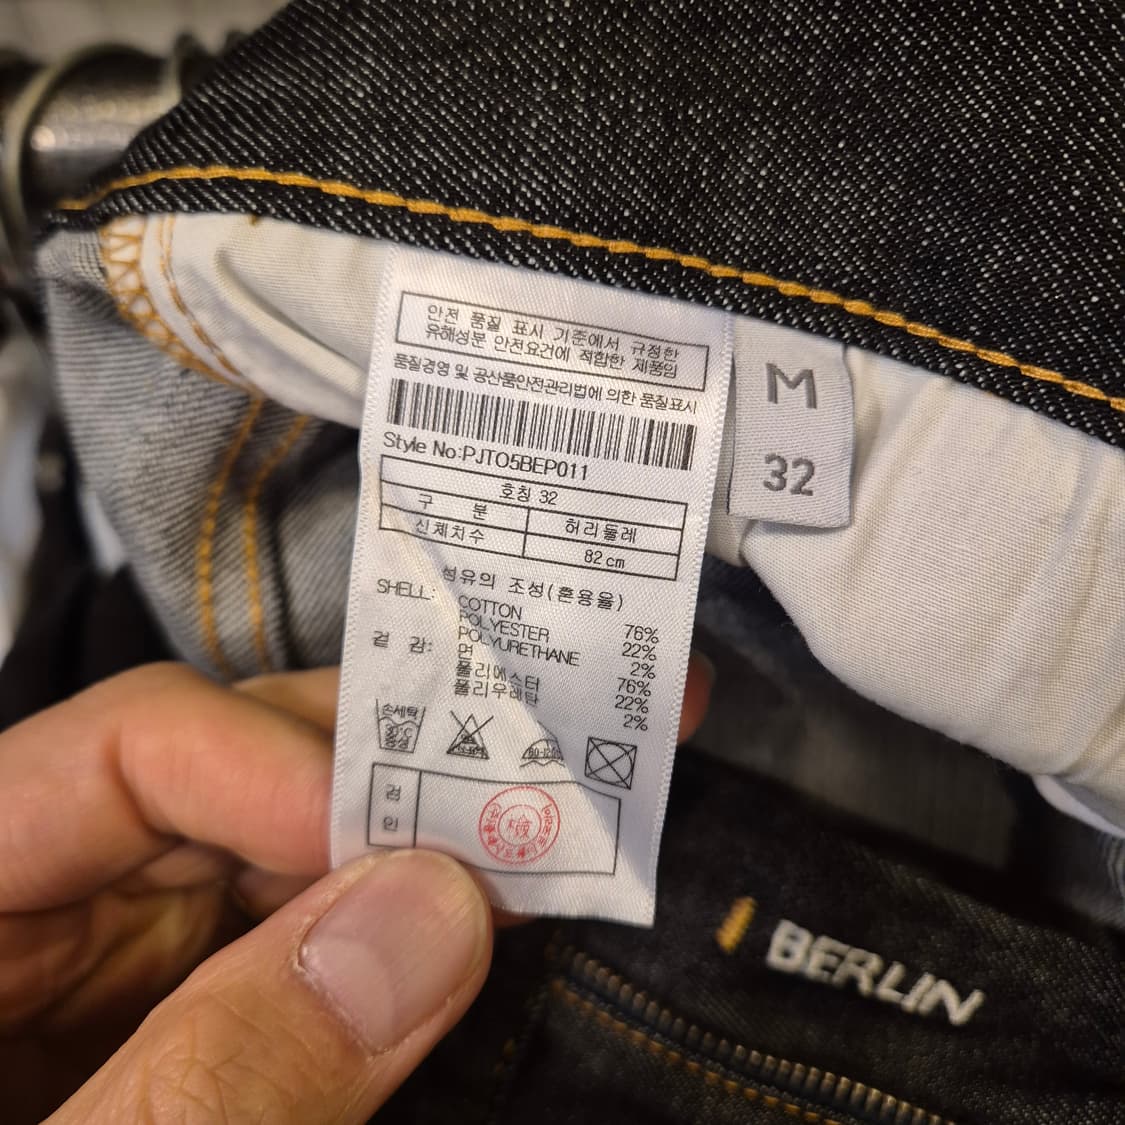 안전 품질 표시 기준에서 규정한
유해성분 안전요건에 적합한 제품임
품질경영 및 공산품안전관리법에 의한 품질표시
Style No:PJTO5BEP011
호칭 32
구 분 허리둘레
신체치수 82cm
섬유의 조성(혼용율)
SHELL: COTTON 76%
POLYESTER 22%
POLYURETHANE 2%
겉 감: 면 76%
폴리에스터 22%
폴리우레탄 2%
손세탁
30°C
중성
검
인
M
32
BERLIN